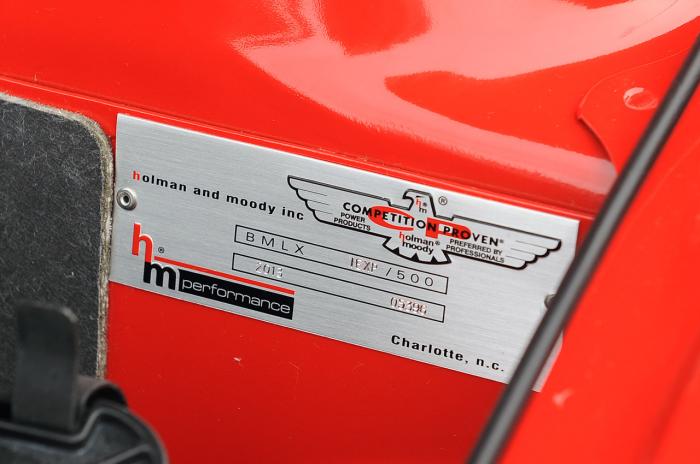 holman and moody inc
hm®
COMPETITION PROVEN®
POWER PRODUCTS
PREFERRED BY PROFESSIONALS
holman® moody
BMLX /500
2013
hm® performance
Charlotte, n.c.